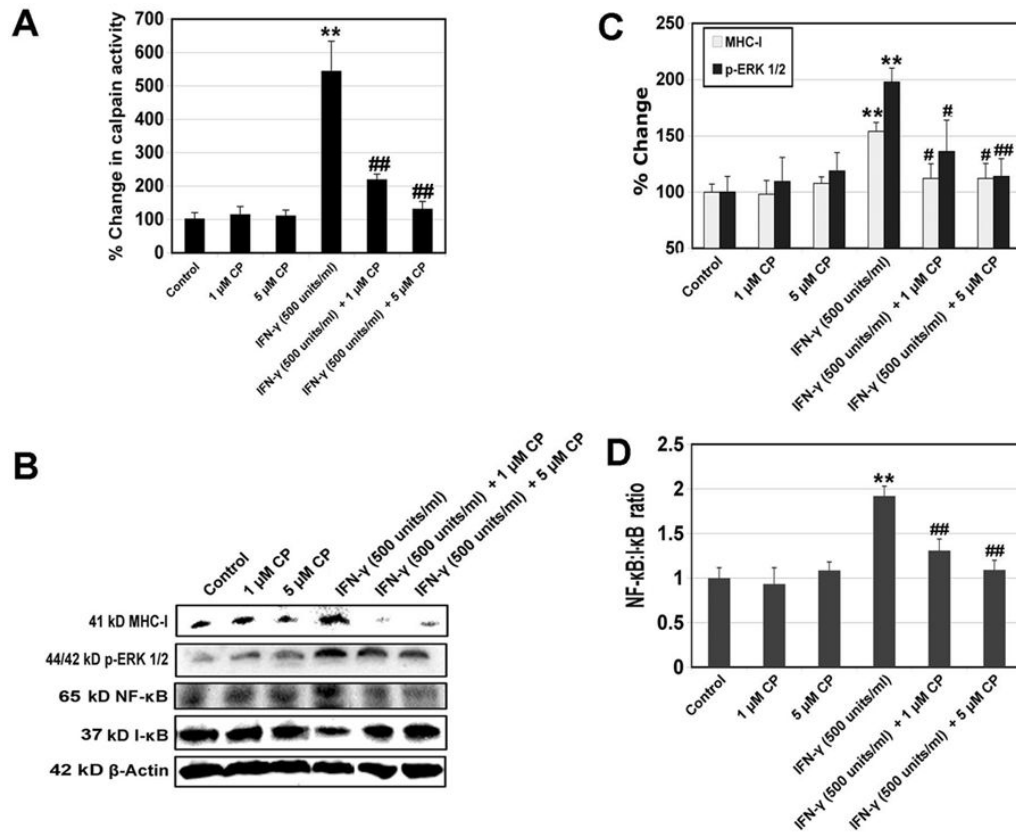 A
% Change in calpain activity
700
600
500
400
300
200
100
0
**
##
##
Control
1 µM CP
5 µM CP
IFN-γ (500 units/ml)
IFN-γ (500 units/ml) + 1 µM CP
IFN-γ (500 units/ml) + 5 µM CP
C
% Change
250
200
150
100
50
MHC-I
p-ERK 1/2
**
**
#
#
#
##
Control
1 µM CP
5 µM CP
IFN-γ (500 units/ml)
IFN-γ (500 units/ml) + 1 µM CP
IFN-γ (500 units/ml) + 5 µM CP
B
Control
1 µM CP
5 µM CP
IFN-γ (500 units/ml)
IFN-γ (500 units/ml) + 1 µM CP
IFN-γ (500 units/ml) + 5 µM CP
41 kD MHC-I
44/42 kD p-ERK 1/2
65 kD NF-κB
37 kD I-κB
42 kD β-Actin
D
NF-κB:I-κB ratio
2.5
2
1.5
1
0.5
0
**
##
##
Control
1 µM CP
5 µM CP
IFN-γ (500 units/ml)
IFN-γ (500 units/ml) + 1 µM CP
IFN-γ (500 units/ml) + 5 µM CP